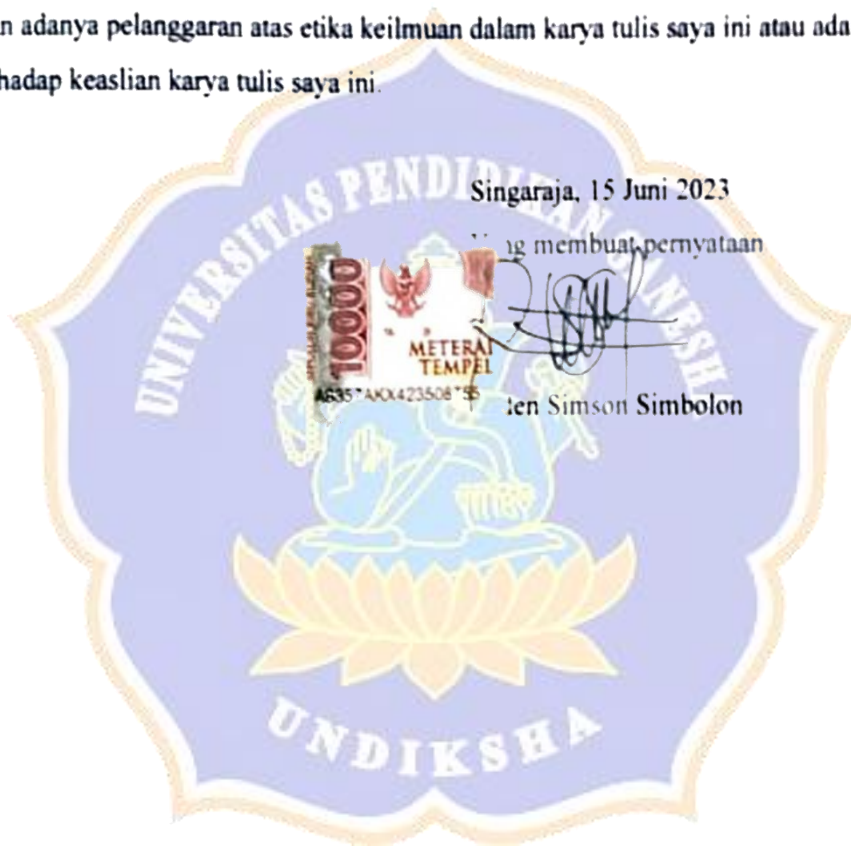 n adanya pelanggaran atas etika keilmuan dalam karya tulis saya ini atau ada
hadap keaslian karya tulis saya ini.
Singaraja, 15 Juni 2023
membuat pernyataan
10000
METERAI
TEMPEL
Simson Simbolon
UNIVERSITAS PENDIDIKAN GANESHA
UNDIKSHA